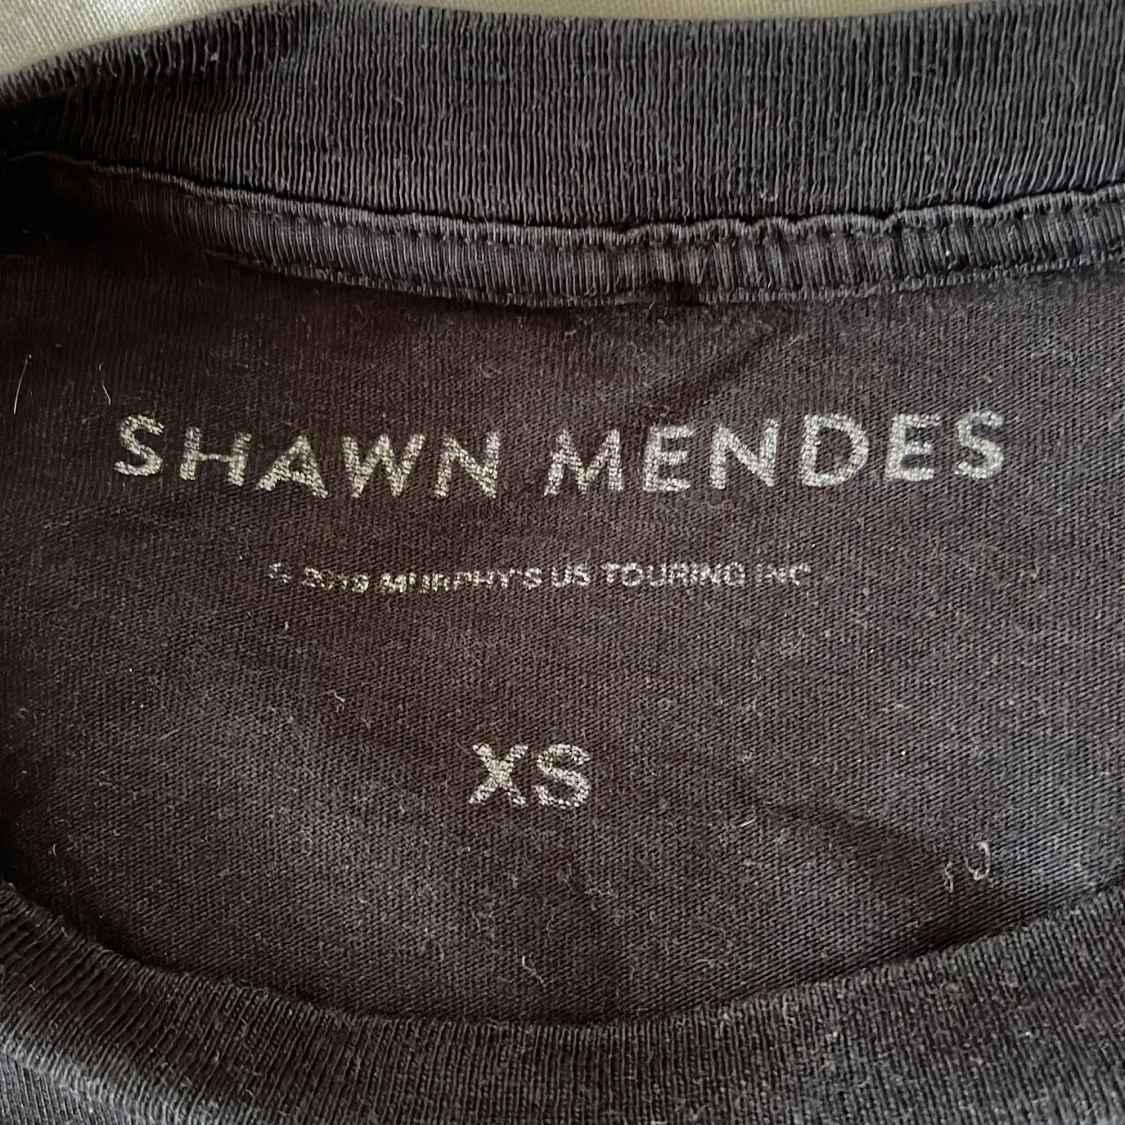 SHAWN MENDES
© 2019 MURPHY'S US TOURING INC
XS